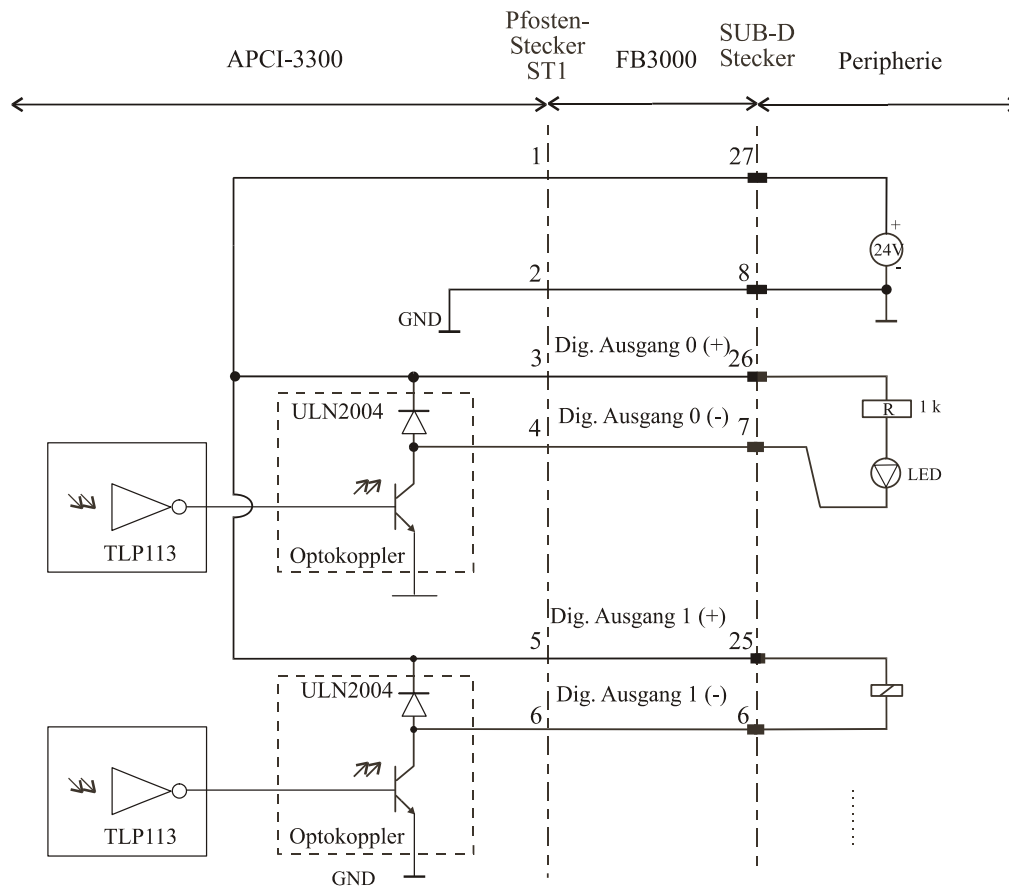 APCI-3300
Pfosten-
Stecker
ST1
FB3000
SUB-D
Stecker
Peripherie
1
27
+
24V
-
2
8
GND
Dig. Ausgang 0 (+)
3
26
ULN2004
Dig. Ausgang 0 (-)
4
7
R
1 k
LED
TLP113
Optokoppler
Dig. Ausgang 1 (+)
5
25
ULN2004
Dig. Ausgang 1 (-)
6
6
TLP113
Optokoppler
GND